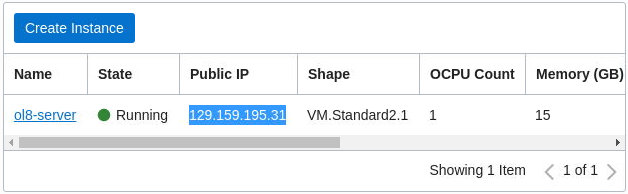 Create Instance
Name State Public IP Shape OCPU Count Memory (GB)
ol8-server Running 129.159.195.31 VM.Standard2.1 1 15
Showing 1 Item 1 of 1